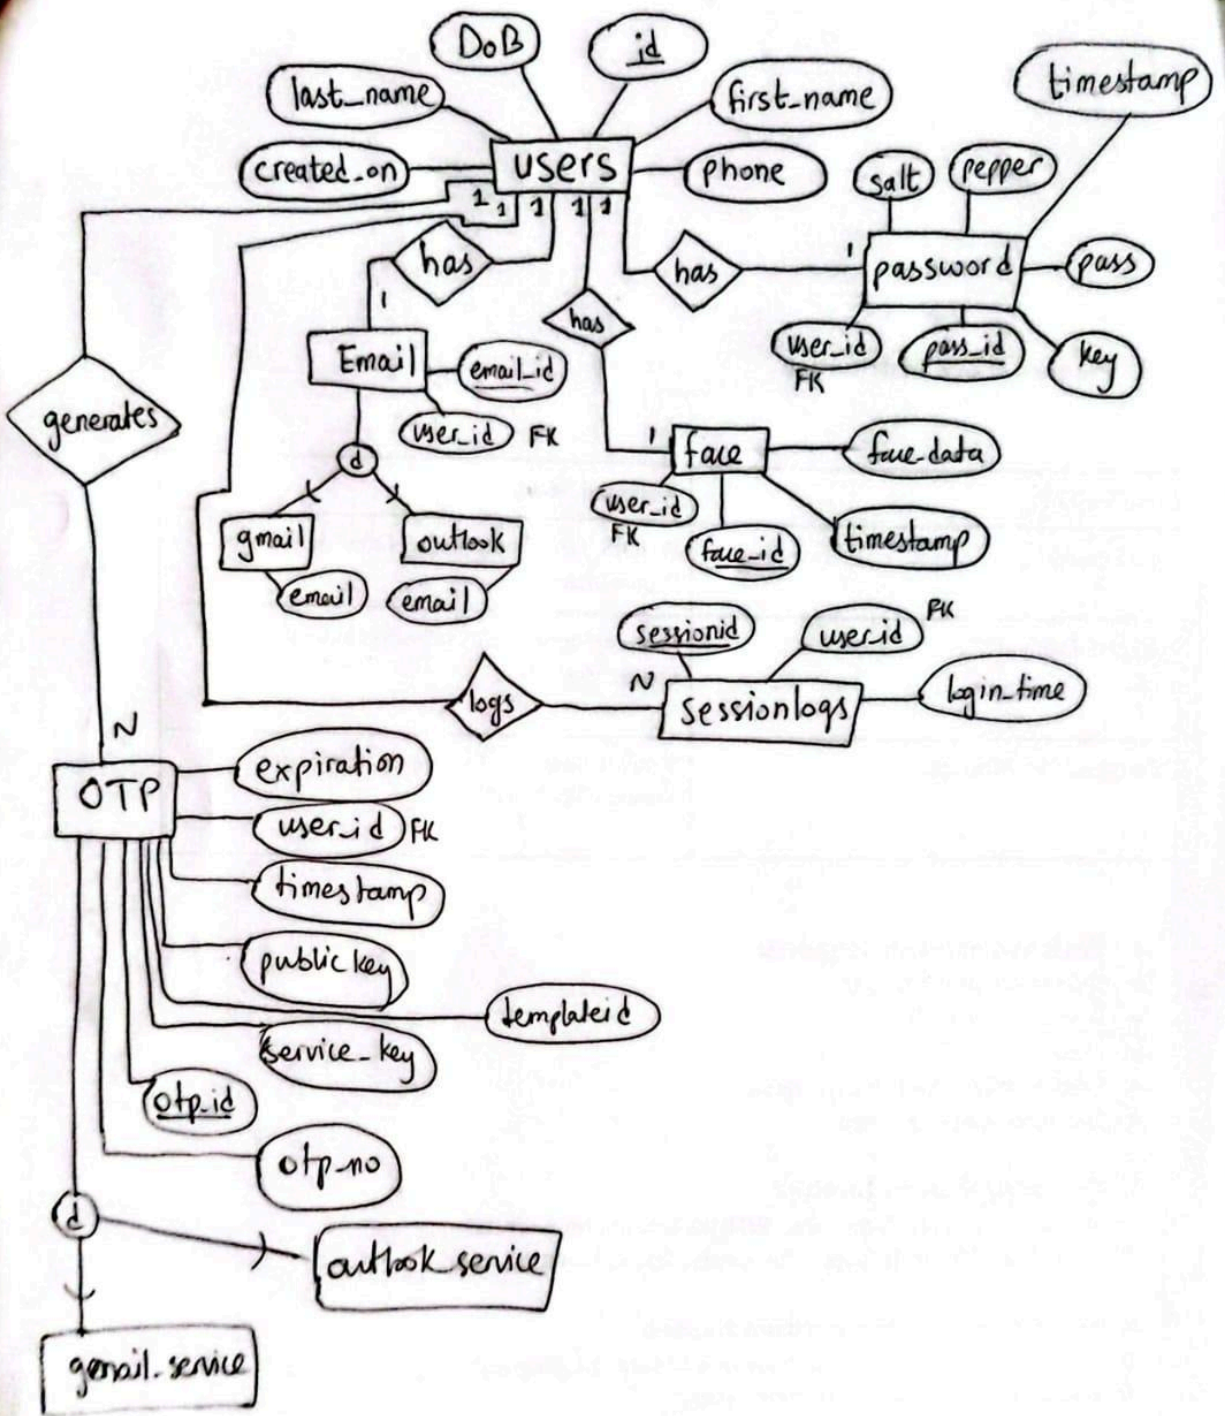 DoB
id
last_name
first_name
timestamp
created_on
users
phone
salt
pepper
1
1
1
1
1
has
has
1
password
pass
has
1
user_id
FK
pass_id
key
Email
email_id
user_id FK
generates
1
face
face_data
d
user_id
FK
face_id
timestamp
gmail
outlook
email
email
sessionid
user_id
FK
logs
N
sessionlogs
login_time
N
OTP
expiration
user_id FK
timestamp
public key
templateid
service_key
otp_id
otp_no
d
outlook_service
gmail_service